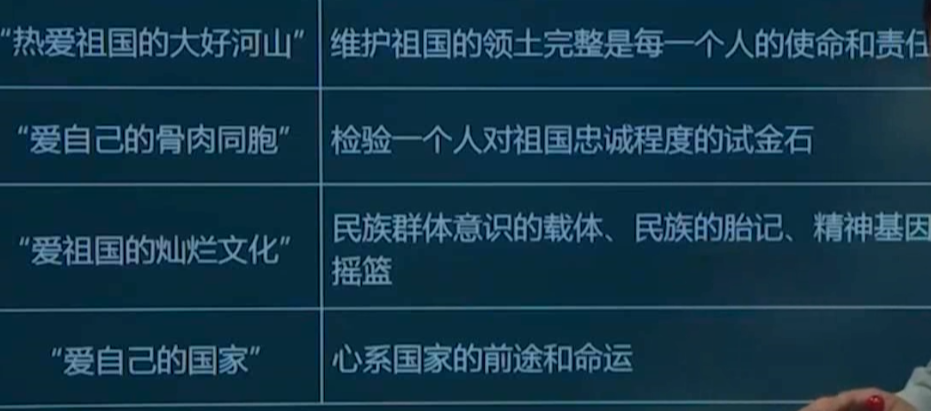 “热爱祖国的大好河山”
维护祖国的领土完整是每一个人的使命和责任
“爱自己的骨肉同胞”
检验一个人对祖国忠诚程度的试金石
“爱祖国的灿烂文化”
民族群体意识的载体、民族的胎记、精神基因
摇篮
“爱自己的国家”
心系国家的前途和命运